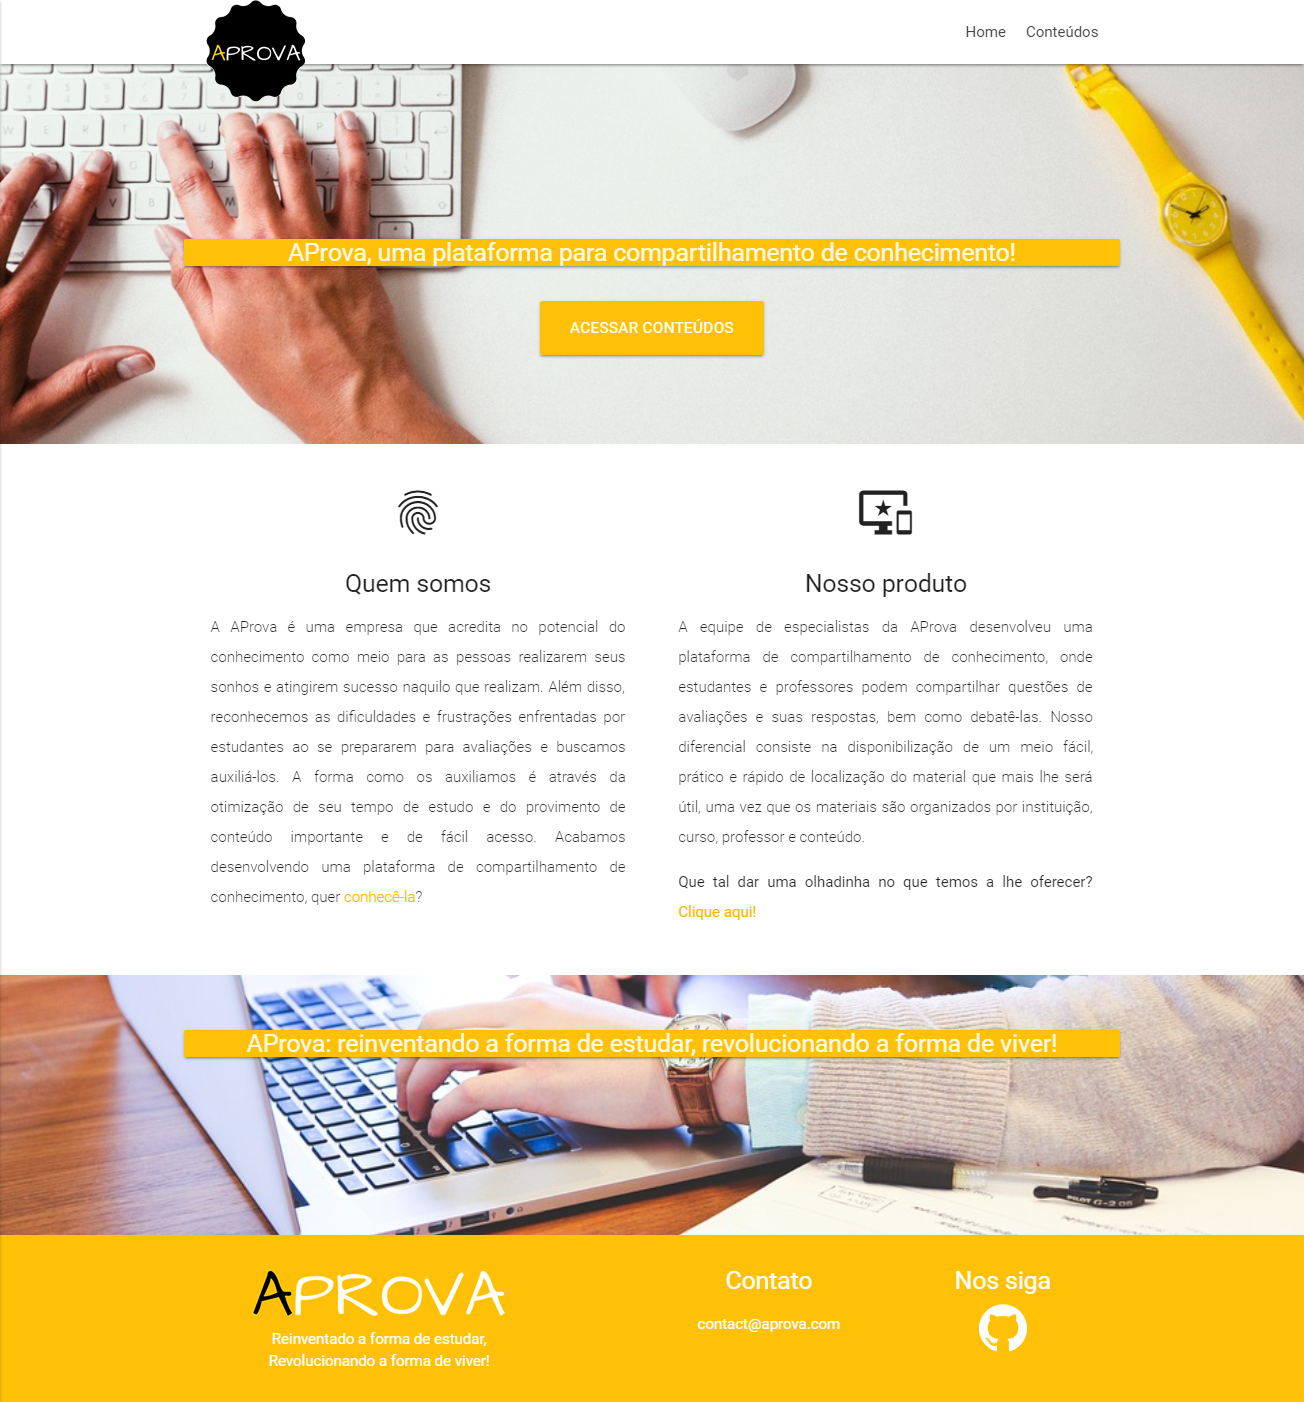 APROVA
Home Conteúdos
W E R T U
AProva, uma plataforma para compartilhamento de conhecimento!
ACESSAR CONTEÚDOS
Quem somos
A AProva é uma empresa que acredita no potencial do
conhecimento como meio para as pessoas realizarem seus
sonhos e atingirem sucesso naquilo que realizam. Além disso,
reconhecemos as dificuldades e frustrações enfrentadas por
estudantes ao se prepararem para avaliações e buscamos
auxiliá-los. A forma como os auxiliamos é através da
otimização de seu tempo de estudo e do provimento de
conteúdo importante e de fácil acesso. Acabamos
desenvolvendo uma plataforma de compartilhamento de
conhecimento, quer conhecê-la?
Nosso produto
A equipe de especialistas da AProva desenvolveu uma
plataforma de compartilhamento de conhecimento, onde
estudantes e professores podem compartilhar questões de
avaliações e suas respostas, bem como debatê-las. Nosso
diferencial consiste na disponibilização de um meio fácil,
prático e rápido de localização do material que mais lhe será
útil, uma vez que os materiais são organizados por instituição,
curso, professor e conteúdo.
Que tal dar uma olhadinha no que temos a lhe oferecer?
Clique aqui!
AProva: reinventando a forma de estudar, revolucionando a forma de viver!
PILOT G-2 05
APROVA
Reinventado a forma de estudar,
Revolucionando a forma de viver!
Contato
contact@aprova.com
Nos siga